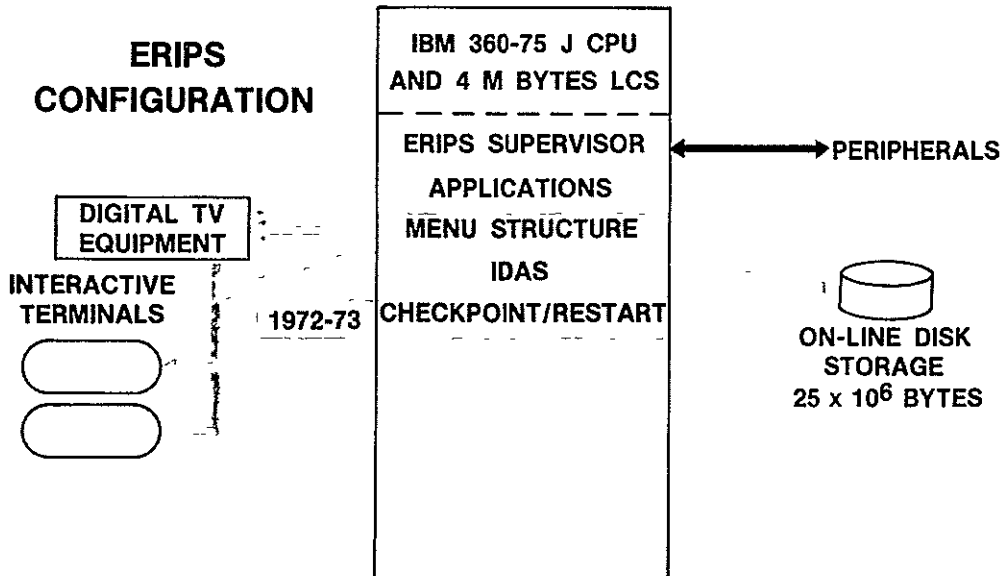 ERIPS
CONFIGURATION
IBM 360-75 J CPU
AND 4 M BYTES LCS
ERIPS SUPERVISOR
APPLICATIONS
MENU STRUCTURE
IDAS
CHECKPOINT/RESTART
PERIPHERALS
DIGITAL TV
EQUIPMENT
INTERACTIVE
TERMINALS
1972-73
ON-LINE DISK
STORAGE
25 x 10⁶ BYTES